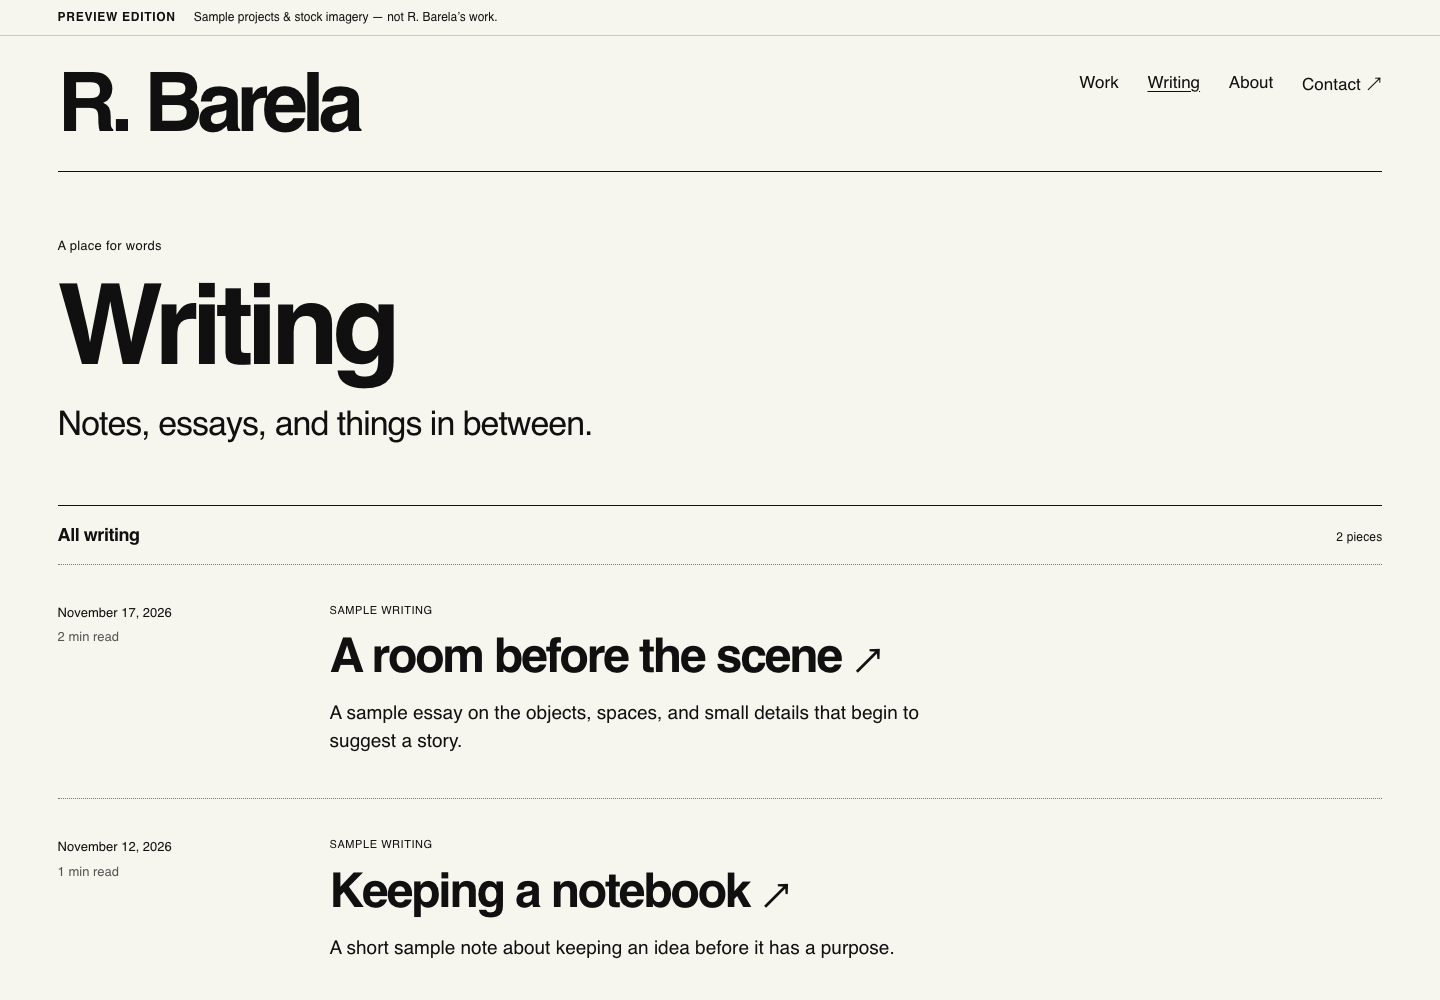 PREVIEW EDITION Sample projects & stock imagery — not R. Barela’s work.
R. Barela
Work Writing About Contact ↗
A place for words
Writing
Notes, essays, and things in between.
All writing
2 pieces
November 17, 2026
2 min read
SAMPLE WRITING
A room before the scene ↗
A sample essay on the objects, spaces, and small details that begin to
suggest a story.
November 12, 2026
1 min read
SAMPLE WRITING
Keeping a notebook ↗
A short sample note about keeping an idea before it has a purpose.